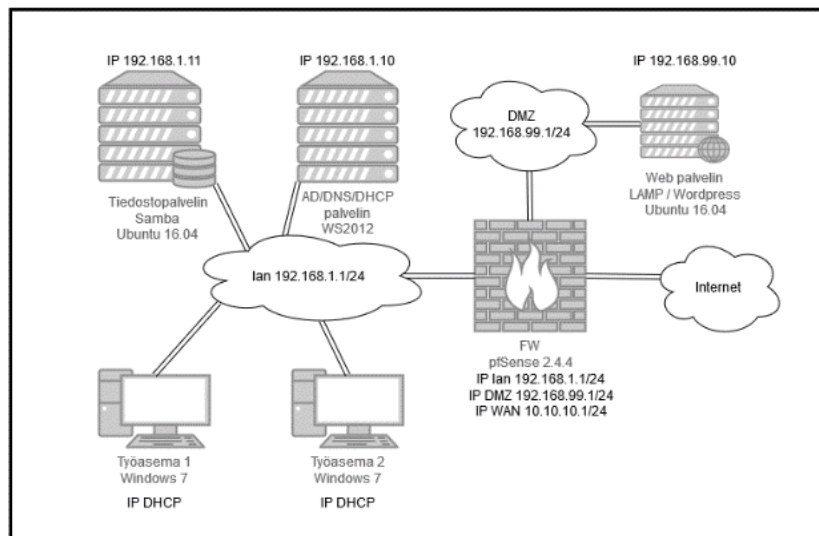 IP 192.168.1.11
IP 192.168.1.10
IP 192.168.99.10
DMZ
192.168.99.1/24
Tiedostopalvelin
Samba
Ubuntu 16.04
AD/DNS/DHCP
palvelin
WS2012
Web palvelin
LAMP / Wordpress
Ubuntu 16.04
lan 192.168.1.1/24
Internet
FW
pfSense 2.4.4
IP lan 192.168.1.1/24
IP DMZ 192.168.99.1/24
IP WAN 10.10.10.1/24
Työasema 1
Windows 7
IP DHCP
Työasema 2
Windows 7
IP DHCP